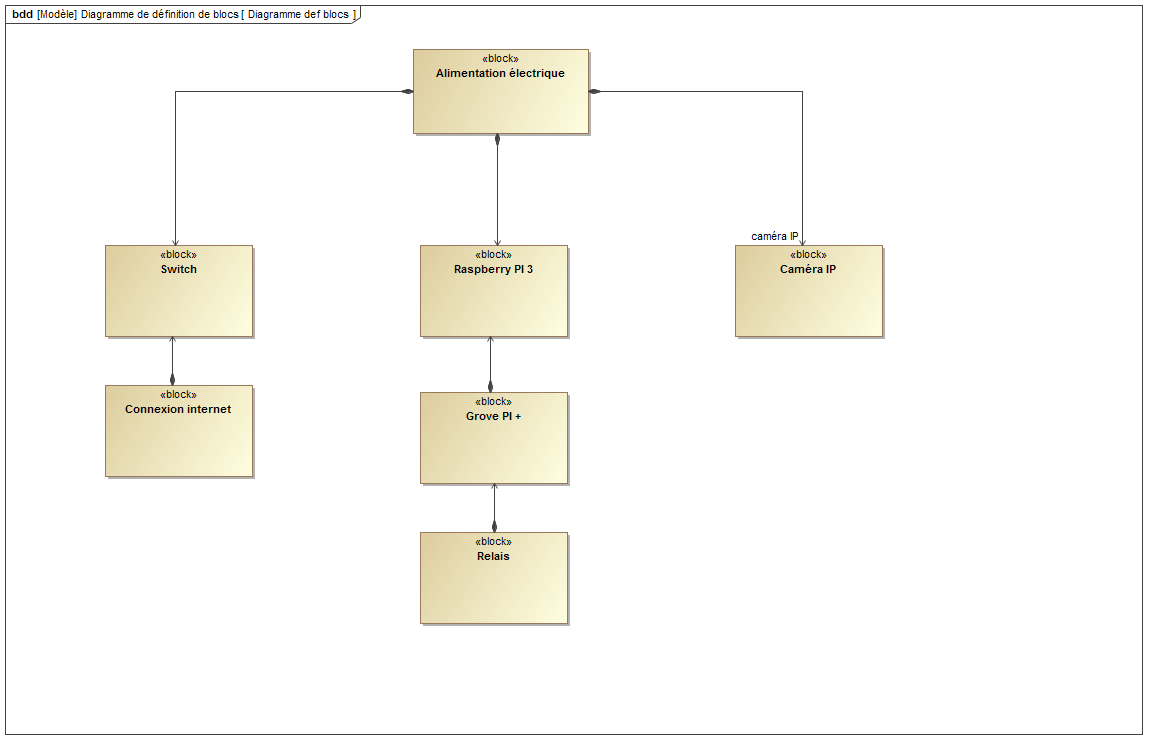 bdd [Modèle] Diagramme de définition de blocs [ Diagramme def blocs ]
«block»
Alimentation électrique
caméra IP
«block»
Switch
«block»
Raspberry PI 3
«block»
Caméra IP
«block»
Connexion internet
«block»
Grove PI +
«block»
Relais